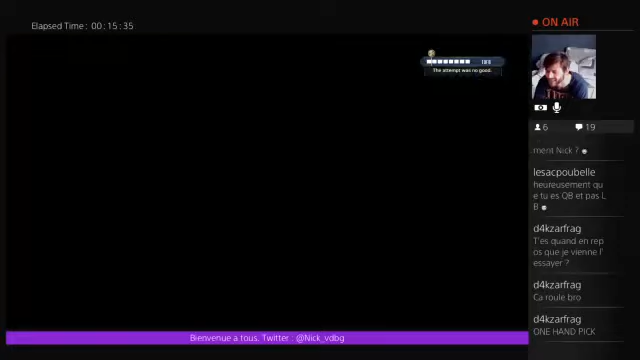 Elapsed Time : 00 : 15 : 35
ON AIR
The attempt was no good.
6
19
ment Nick ?
lesacpoubelle
heureusement qu
e tu es QB et pas L
B
d4kzarfrag
T'es quand en rep
os que je vienne l'
essayer ?
d4kzarfrag
Ca roule bro
d4kzarfrag
ONE HAND PICK
Bienvenue a tous. Twitter : @Nick_vdbg